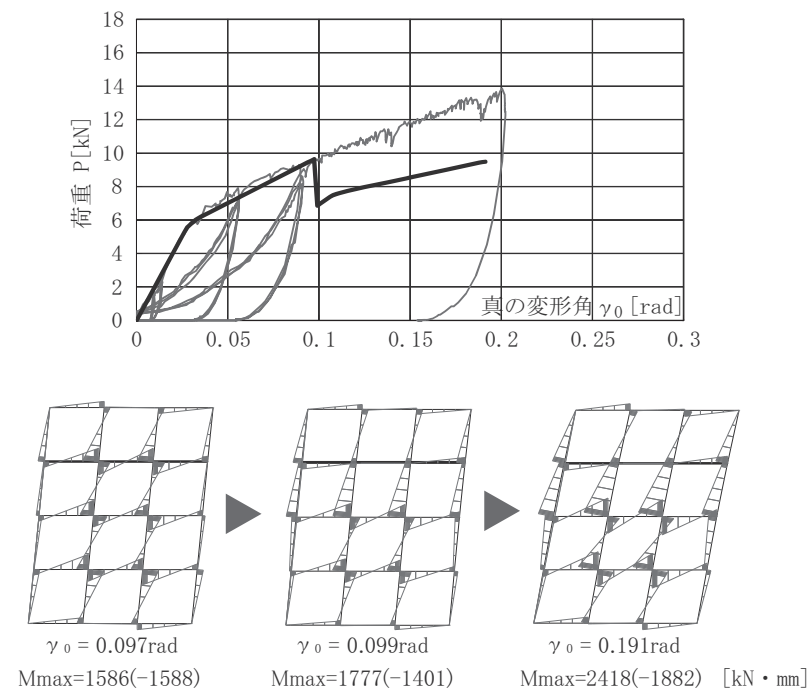 18
16
14
12
10
8
6
4
2
0
荷重 P[kN]
真の変形角 γ₀ [rad]
0 0.05 0.1 0.15 0.2 0.25 0.3
γ₀ = 0.097rad γ₀ = 0.099rad γ₀ = 0.191rad
Mmax=1586(-1588) Mmax=1777(-1401) Mmax=2418(-1882) [kN・mm]